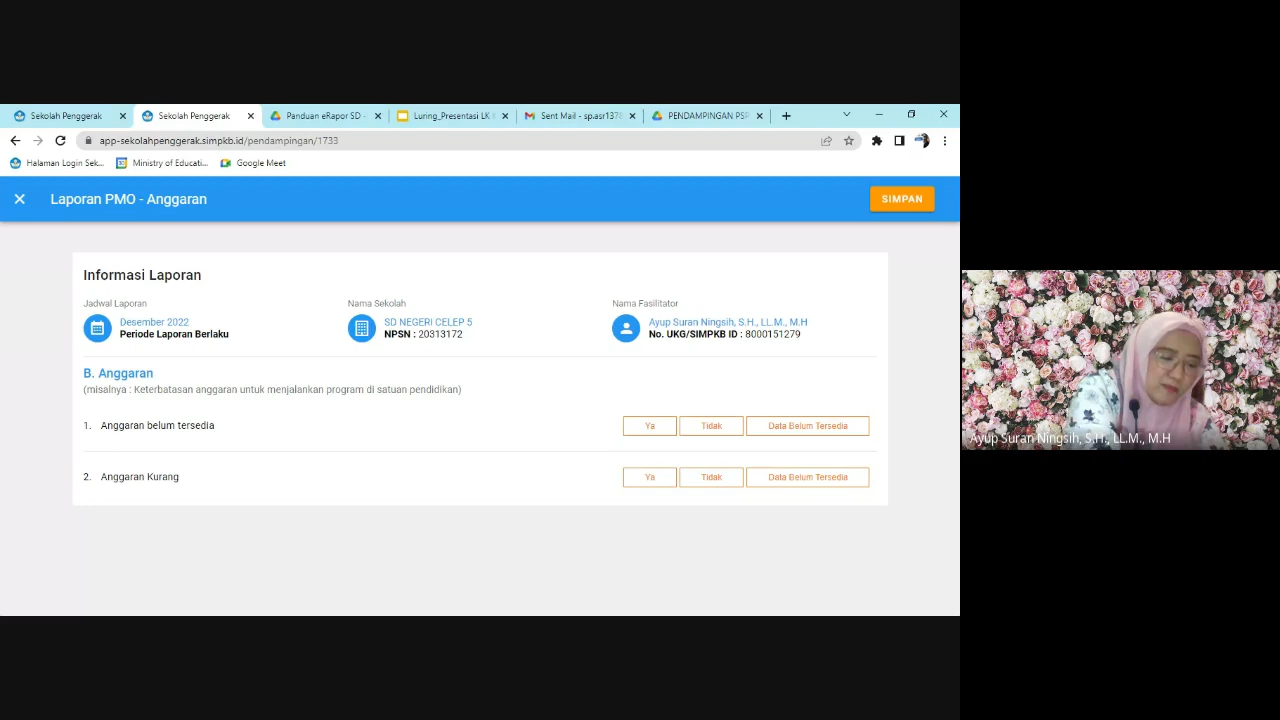 Sekolah Penggerak
Sekolah Penggerak
Panduan eRapor SD -
Luring_Presentasi LK
Sent Mail - sp.asr137
PENDAMPINGAN PSP
app-sekolahpenggerak.simpkb.id/pendampingan/1733
Halaman Login Sek...
Ministry of Educati...
Google Meet
Laporan PMO - Anggaran
SIMPAN
Informasi Laporan
Jadwal Laporan
Nama Sekolah
Nama Fasilitator
Desember 2022
SD NEGERI CELEP 5
Ayup Suran Ningsih, S.H., LL.M., M.H
Periode Laporan Berlaku
NPSN : 20313172
No. UKG/SIMPKB ID : 8000151279
B. Anggaran
(misalnya : Keterbatasan anggaran untuk menjalankan program di satuan pendidikan)
1. Anggaran belum tersedia
Ya
Tidak
Data Belum Tersedia
2. Anggaran Kurang
Ya
Tidak
Data Belum Tersedia
Ayup Suran Ningsih, S.H., LL.M., M.H